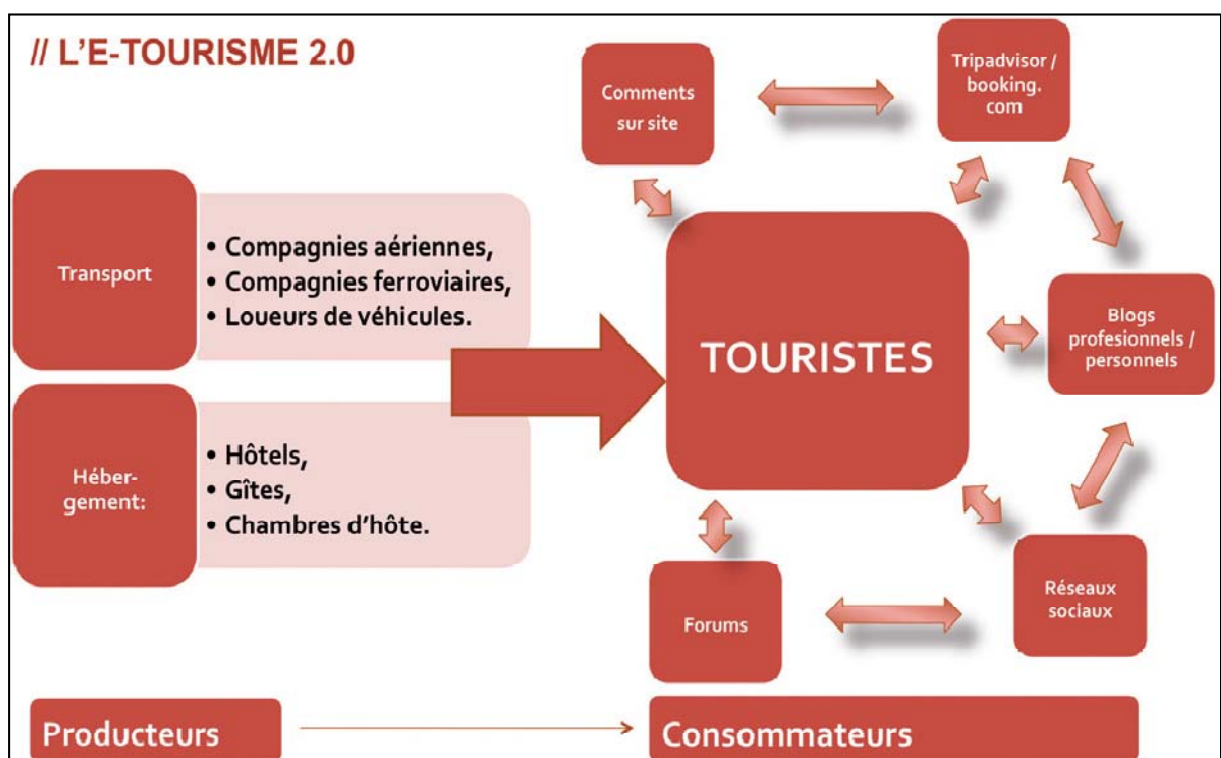 // L'E-TOURISME 2.0
Transport
• Compagnies aériennes,
• Compagnies ferroviaires,
• Loueurs de véhicules.
Héber-
gement:
• Hôtels,
• Gîtes,
• Chambres d'hôte.
TOURISTES
Comments
sur site
Tripadvisor /
booking.
com
Blogs
profesionnels /
personnels
Réseaux
sociaux
Forums
Producteurs
Consommateurs